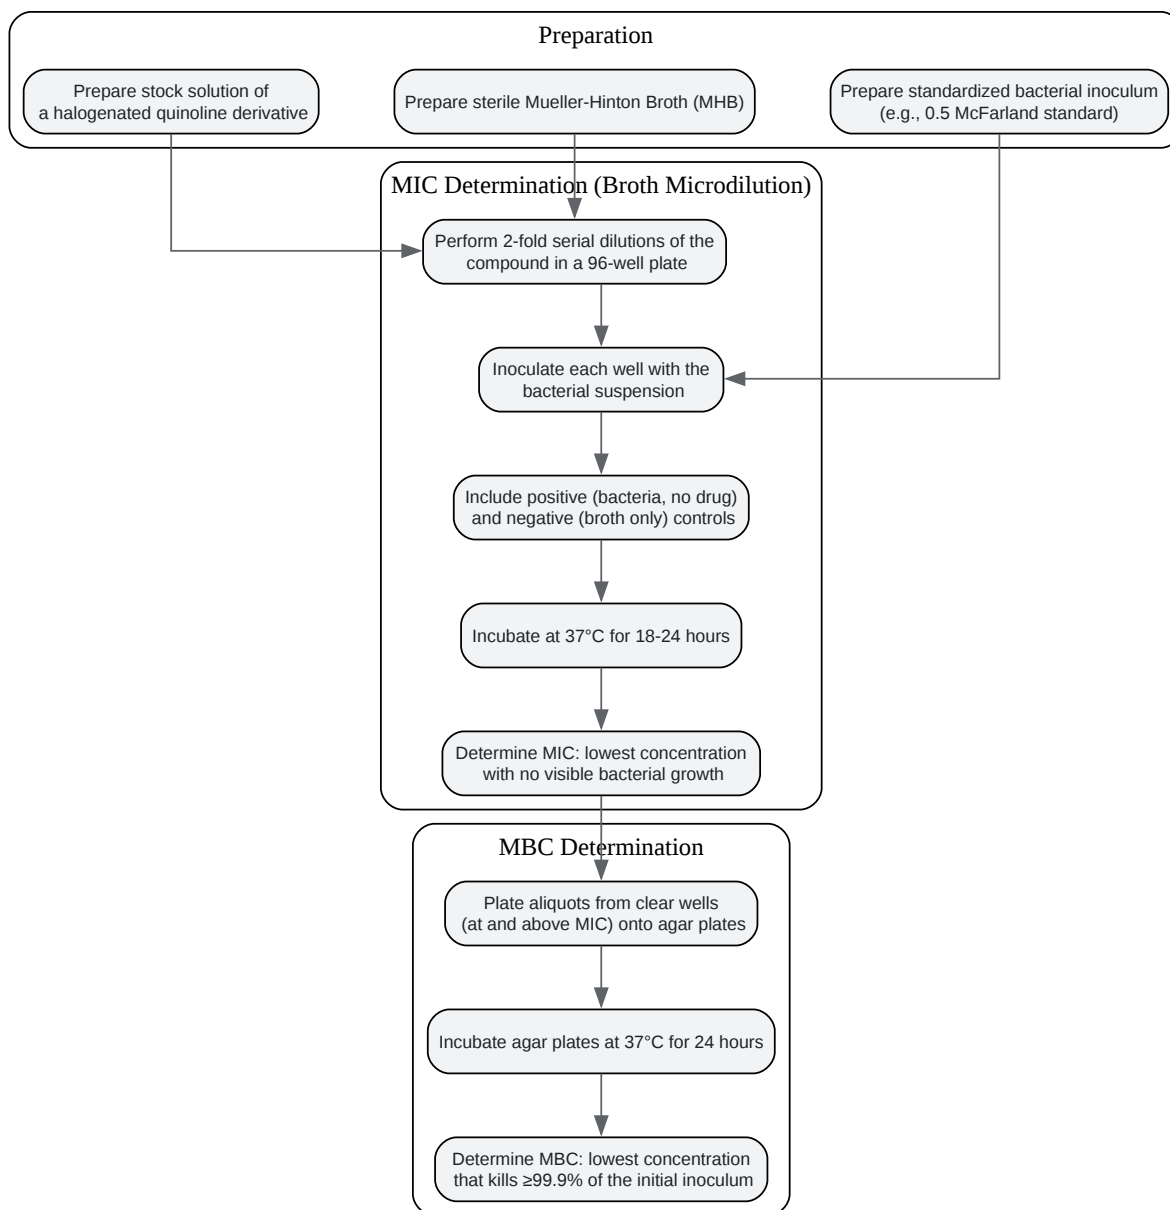 Preparation
Prepare stock solution of
a halogenated quinoline derivative
Prepare sterile Mueller-Hinton Broth (MHB)
Prepare standardized bacterial inoculum
(e.g., 0.5 McFarland standard)
MIC Determination (Broth Microdilution)
Perform 2-fold serial dilutions of the
compound in a 96-well plate
Inoculate each well with the
bacterial suspension
Include positive (bacteria, no drug)
and negative (broth only) controls
Incubate at 37°C for 18-24 hours
Determine MIC: lowest concentration
with no visible bacterial growth
MBC Determination
Plate aliquots from clear wells
(at and above MIC) onto agar plates
Incubate agar plates at 37°C for 24 hours
Determine MBC: lowest concentration
that kills ≥99.9% of the initial inoculum